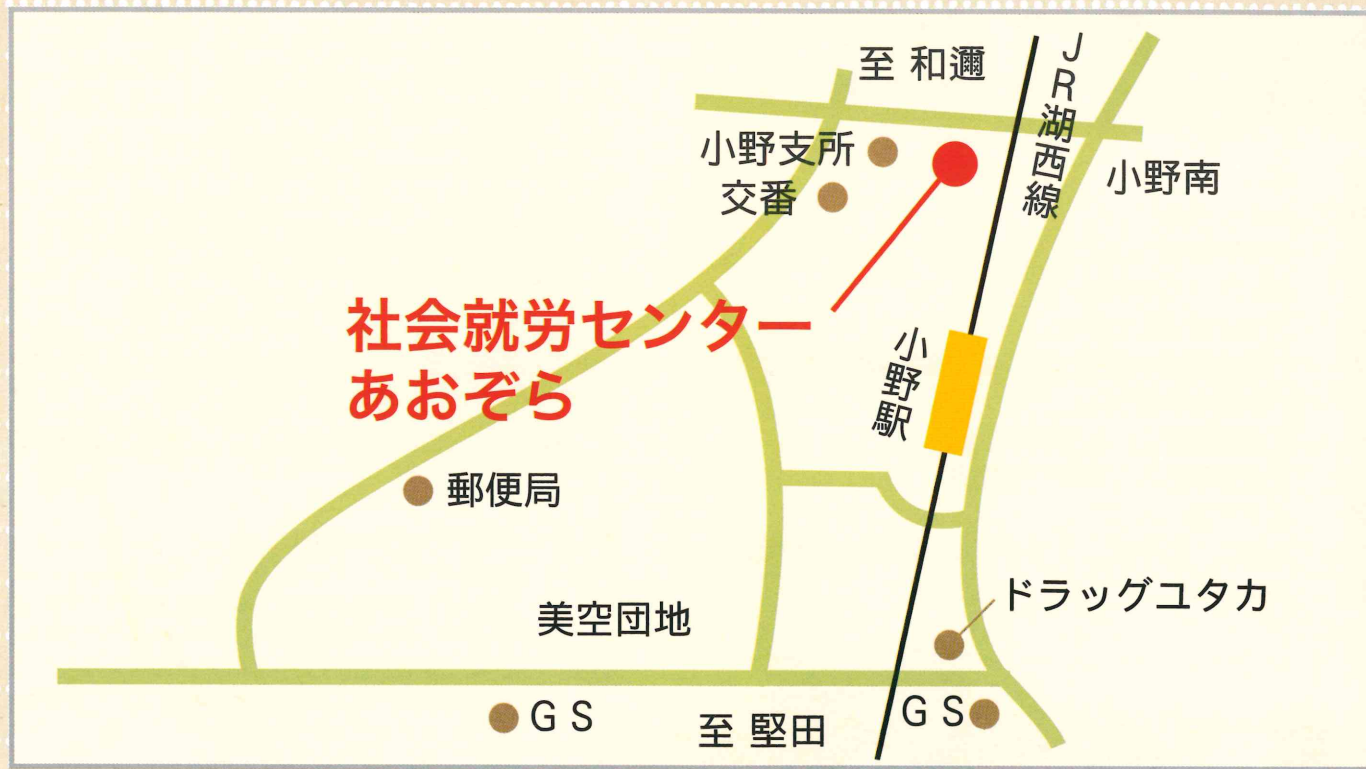 至 和邇
JR湖西線
小野支所
小野南
交番
社会就労センター
あおぞら
小野駅
郵便局
ドラッグユタカ
美空団地
GS
至 堅田
GS